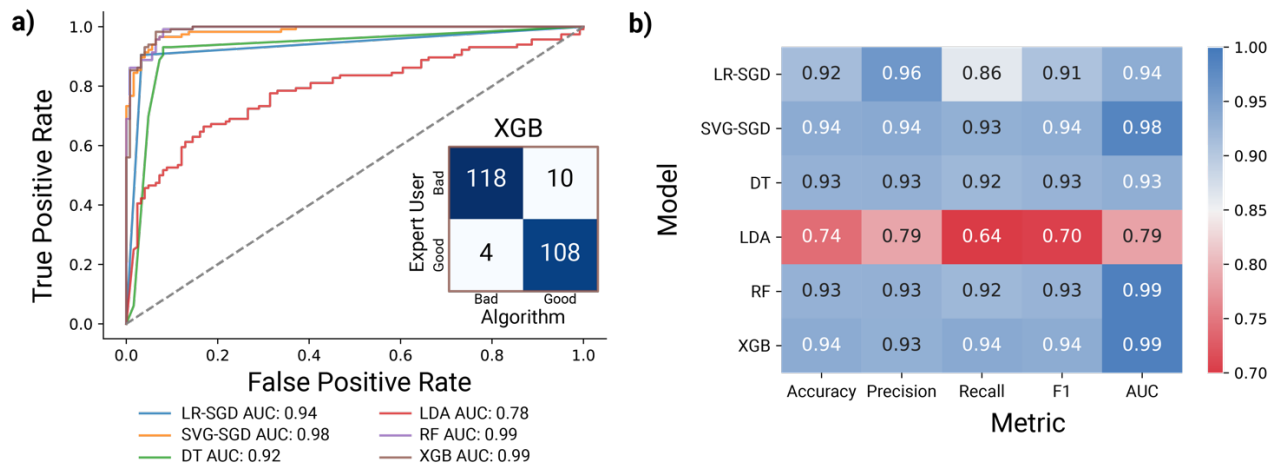 a)
True Positive Rate
1.0
0.8
0.6
0.4
0.2
0.0
0.0 0.2 0.4 0.6 0.8 1.0
False Positive Rate
XGB
Expert User
Bad
Good
118 10
4 108
Bad Good
Algorithm
LR-SGD AUC: 0.94
SVG-SGD AUC: 0.98
DT AUC: 0.92
LDA AUC: 0.78
RF AUC: 0.99
XGB AUC: 0.99
b)
Model
LR-SGD 0.92 0.96 0.86 0.91 0.94
SVG-SGD 0.94 0.94 0.93 0.94 0.98
DT 0.93 0.93 0.92 0.93 0.93
LDA 0.74 0.79 0.64 0.70 0.79
RF 0.93 0.93 0.92 0.93 0.99
XGB 0.94 0.93 0.94 0.94 0.99
Accuracy Precision Recall F1 AUC
Metric
1.00
0.95
0.90
0.85
0.80
0.75
0.70